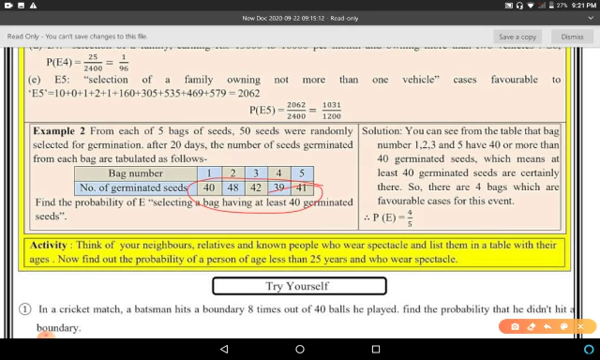 27% 9:21 PM
New Doc 2020-09-22 09:15:12 - Read-only
Read Only - You can't save changes to this file.
Save a copy
Dismiss
P(E4) = 25/2400 = 1/96
(e) E5: “selection of a family owning not more than one vehicle” cases favourable to
‘E5’=10+0+1+2+1+160+305+535+469+579 = 2062
P(E5) = 2062/2400 = 1031/1200
Example 2 From each of 5 bags of seeds, 50 seeds were randomly
selected for germination. after 20 days, the number of seeds germinated
from each bag are tabulated as follows-
Bag number 1 2 3 4 5
No. of germinated seeds 40 48 42 39 41
Find the probability of E “selecting a bag having at least 40 germinated
seeds”.
Solution: You can see from the table that bag
number 1,2,3 and 5 have 40 or more than
40 germinated seeds, which means at
least 40 germinated seeds are certainly
there. So, there are 4 bags which are
favourable cases for this event.
∴ P (E) = 4/5
Activity : Think of your neighbours, relatives and known people who wear spectacle and list them in a table with their
ages . Now find out the probability of a person of age less than 25 years and who wear spectacle.
Try Yourself
① In a cricket match, a batsman hits a boundary 8 times out of 40 balls he played. find the probability that he didn't hit a
boundary.